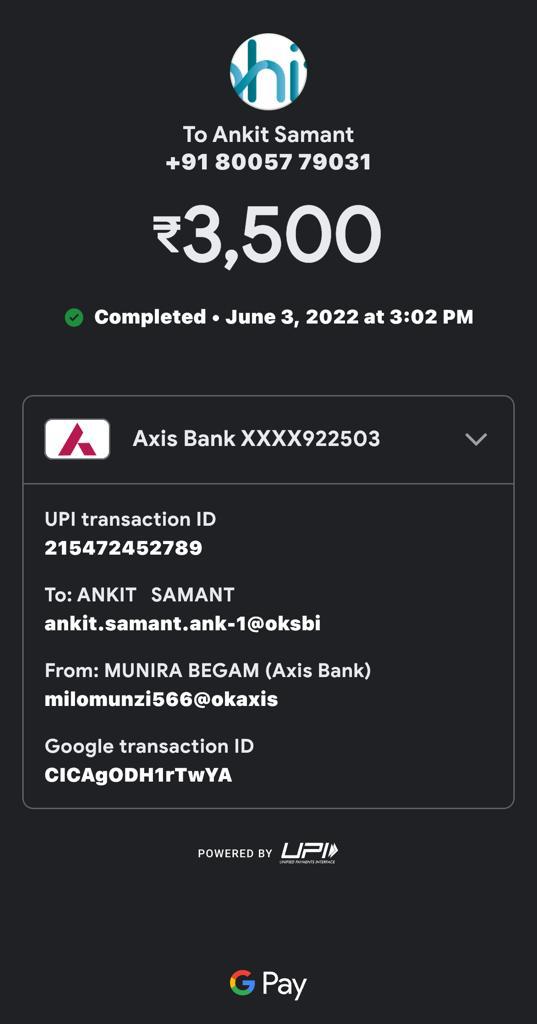 hi
To Ankit Samant
+91 80057 79031
₹3,500
Completed • June 3, 2022 at 3:02 PM
Axis Bank XXXX922503
UPI transaction ID
215472452789
To: ANKIT SAMANT
ankit.samant.ank-1@oksbi
From: MUNIRA BEGAM (Axis Bank)
milomunzi566@okaxis
Google transaction ID
CICAgODH1rTwYA
POWERED BY UPI
UNIFIED PAYMENTS INTERFACE
G Pay